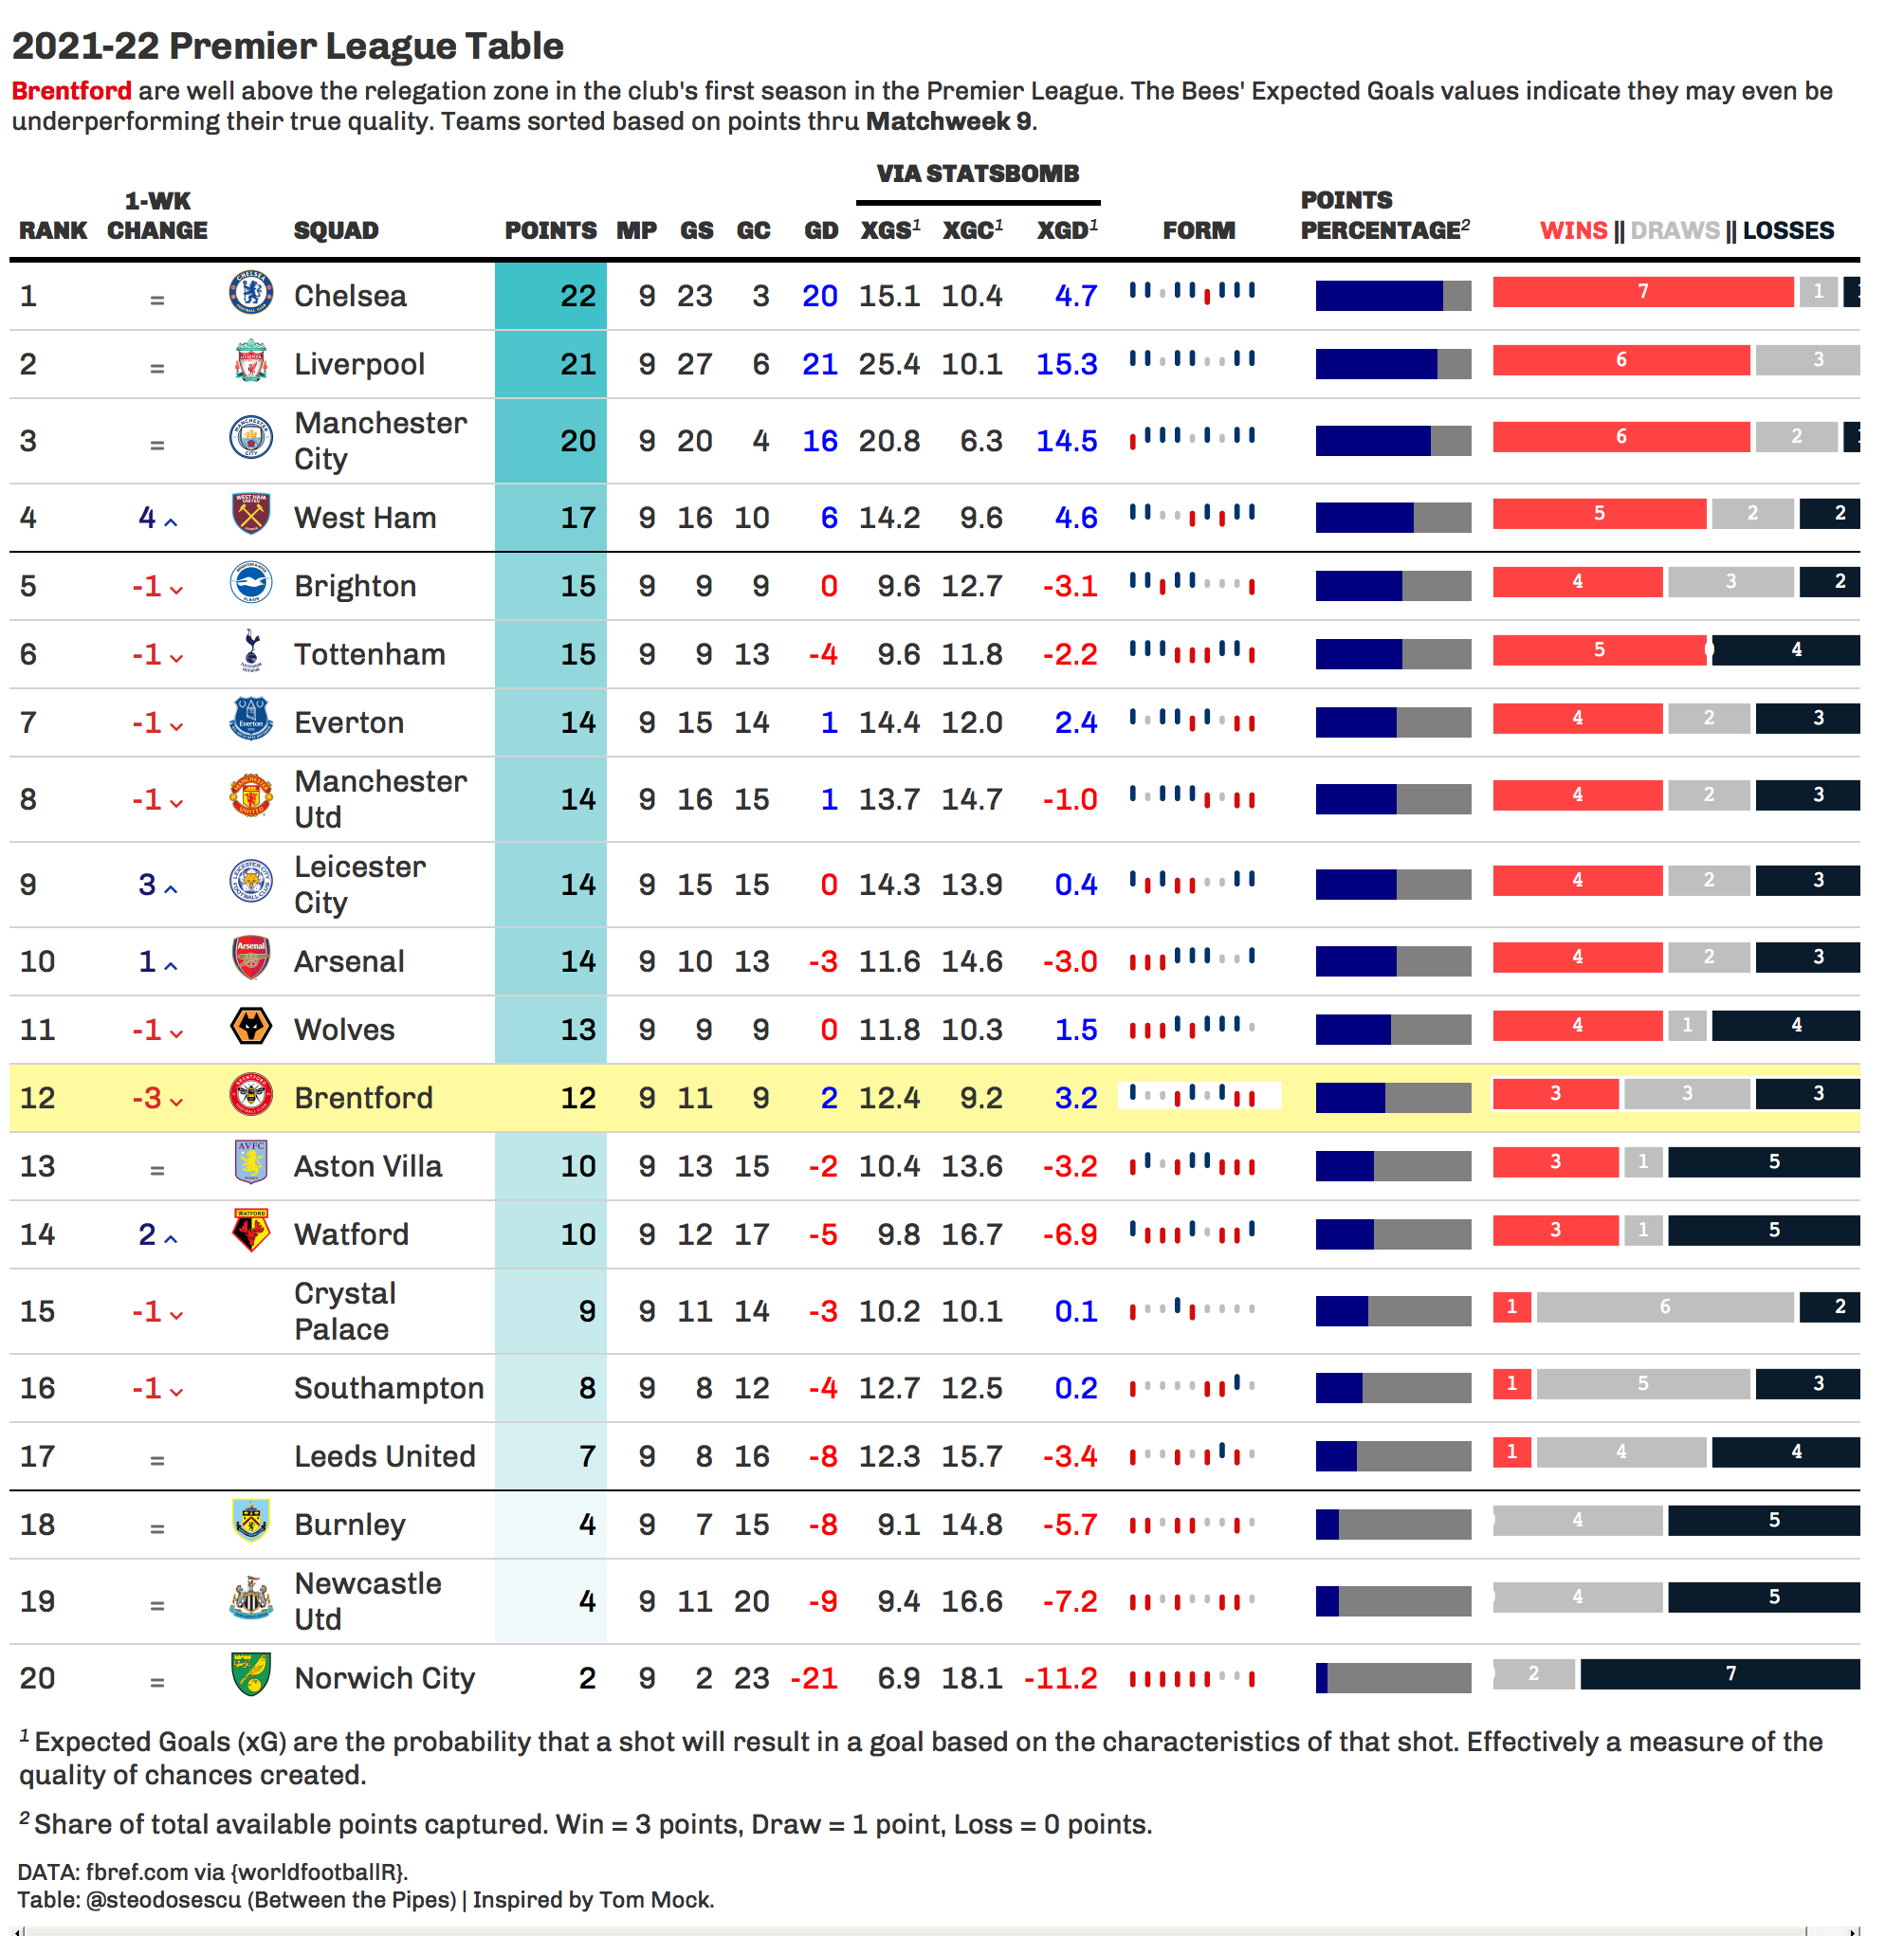 2021-22 Premier League Table
Brentford are well above the relegation zone in the club's first season in the Premier League. The Bees' Expected Goals values indicate they may even be
underperforming their true quality. Teams sorted based on points thru Matchweek 9.
VIA STATSBOMB
RANK 1-WK CHANGE SQUAD POINTS MP GS GC GD XGS¹ XGC¹ XGD¹ FORM POINTS PERCENTAGE² WINS || DRAWS || LOSSES
1 = Chelsea 22 9 23 3 20 15.1 10.4 4.7 7 1
2 = Liverpool 21 9 27 6 21 25.4 10.1 15.3 6 3
3 = Manchester City 20 9 20 4 16 20.8 6.3 14.5 6 2
4 4 West Ham 17 9 16 10 6 14.2 9.6 4.6 5 2 2
5 -1 Brighton 15 9 9 9 0 9.6 12.7 -3.1 4 3 2
6 -1 Tottenham 15 9 9 13 -4 9.6 11.8 -2.2 5 0 4
7 -1 Everton 14 9 15 14 1 14.4 12.0 2.4 4 2 3
8 -1 Manchester Utd 14 9 16 15 1 13.7 14.7 -1.0 4 2 3
9 3 Leicester City 14 9 15 15 0 14.3 13.9 0.4 4 2 3
10 1 Arsenal 14 9 10 13 -3 11.6 14.6 -3.0 4 2 3
11 -1 Wolves 13 9 9 9 0 11.8 10.3 1.5 4 1 4
12 -3 Brentford 12 9 11 9 2 12.4 9.2 3.2 3 3 3
13 = Aston Villa 10 9 13 15 -2 10.4 13.6 -3.2 3 1 5
14 2 Watford 10 9 12 17 -5 9.8 16.7 -6.9 3 1 5
15 -1 Crystal Palace 9 9 11 14 -3 10.2 10.1 0.1 1 6 2
16 -1 Southampton 8 9 8 12 -4 12.7 12.5 0.2 1 5 3
17 = Leeds United 7 9 8 16 -8 12.3 15.7 -3.4 1 4 4
18 = Burnley 4 9 7 15 -8 9.1 14.8 -5.7 4 5
19 = Newcastle Utd 4 9 11 20 -9 9.4 16.6 -7.2 4 5
20 = Norwich City 2 9 2 23 -21 6.9 18.1 -11.2 2 7
¹ Expected Goals (xG) are the probability that a shot will result in a goal based on the characteristics of that shot. Effectively a measure of the
quality of chances created.
² Share of total available points captured. Win = 3 points, Draw = 1 point, Loss = 0 points.
DATA: fbref.com via {worldfootballR}.
Table: @steodosescu (Between the Pipes) | Inspired by Tom Mock.